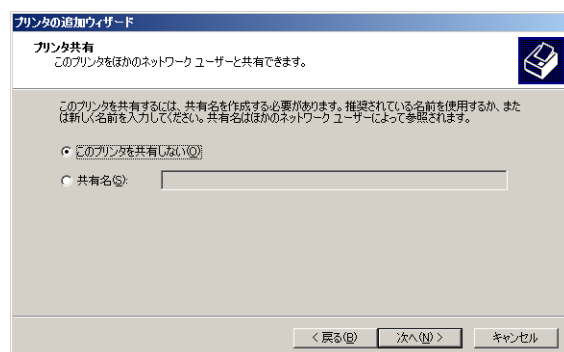 プリンタの追加ウィザード
プリンタ共有
このプリンタをほかのネットワーク ユーザーと共有できます。
このプリンタを共有するには、共有名を作成する必要があります。推奨されている名前を使用するか、また
は新しく名前を入力してください。共有名はほかのネットワーク ユーザーによって参照されます。
このプリンタを共有しない(O)
共有名(S):
< 戻る(B)
次へ(N) >
キャンセル